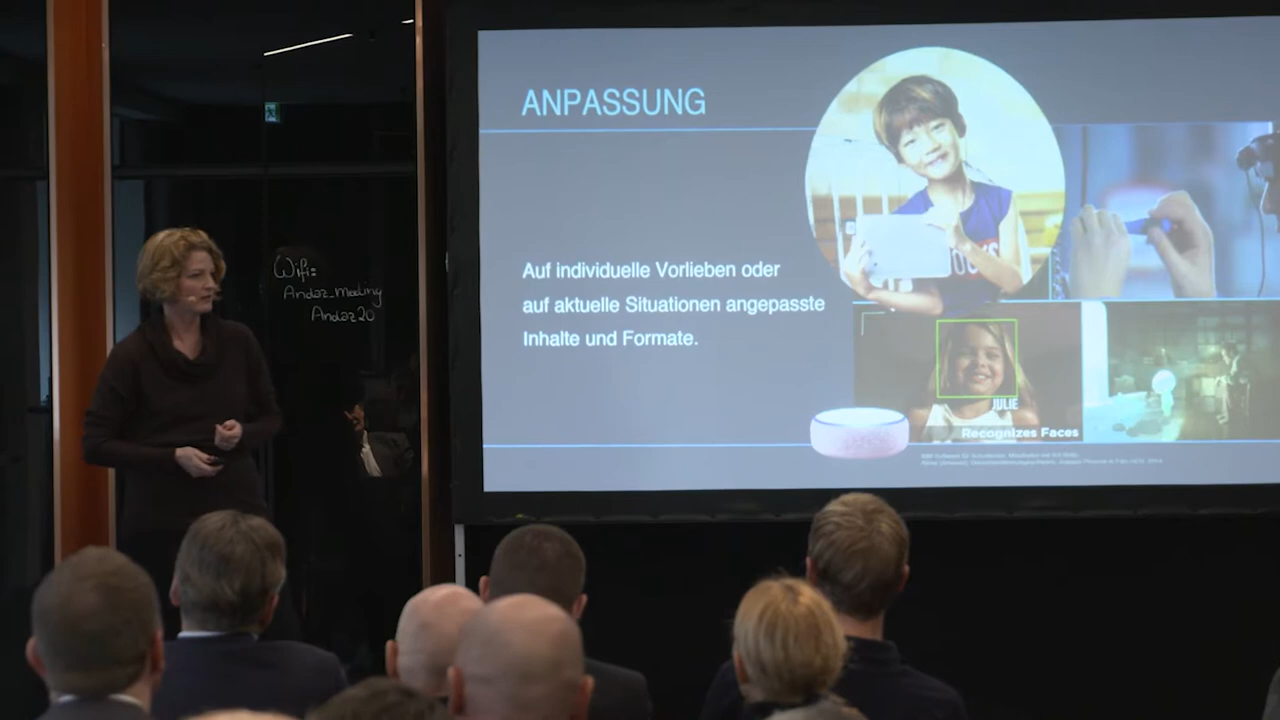 ANPASSUNG
Auf individuelle Vorlieben oder
auf aktuelle Situationen angepasste
Inhalte und Formate.
JULIE
Recognizes Faces
Wifi:
Andaz_meeting
Andaz20